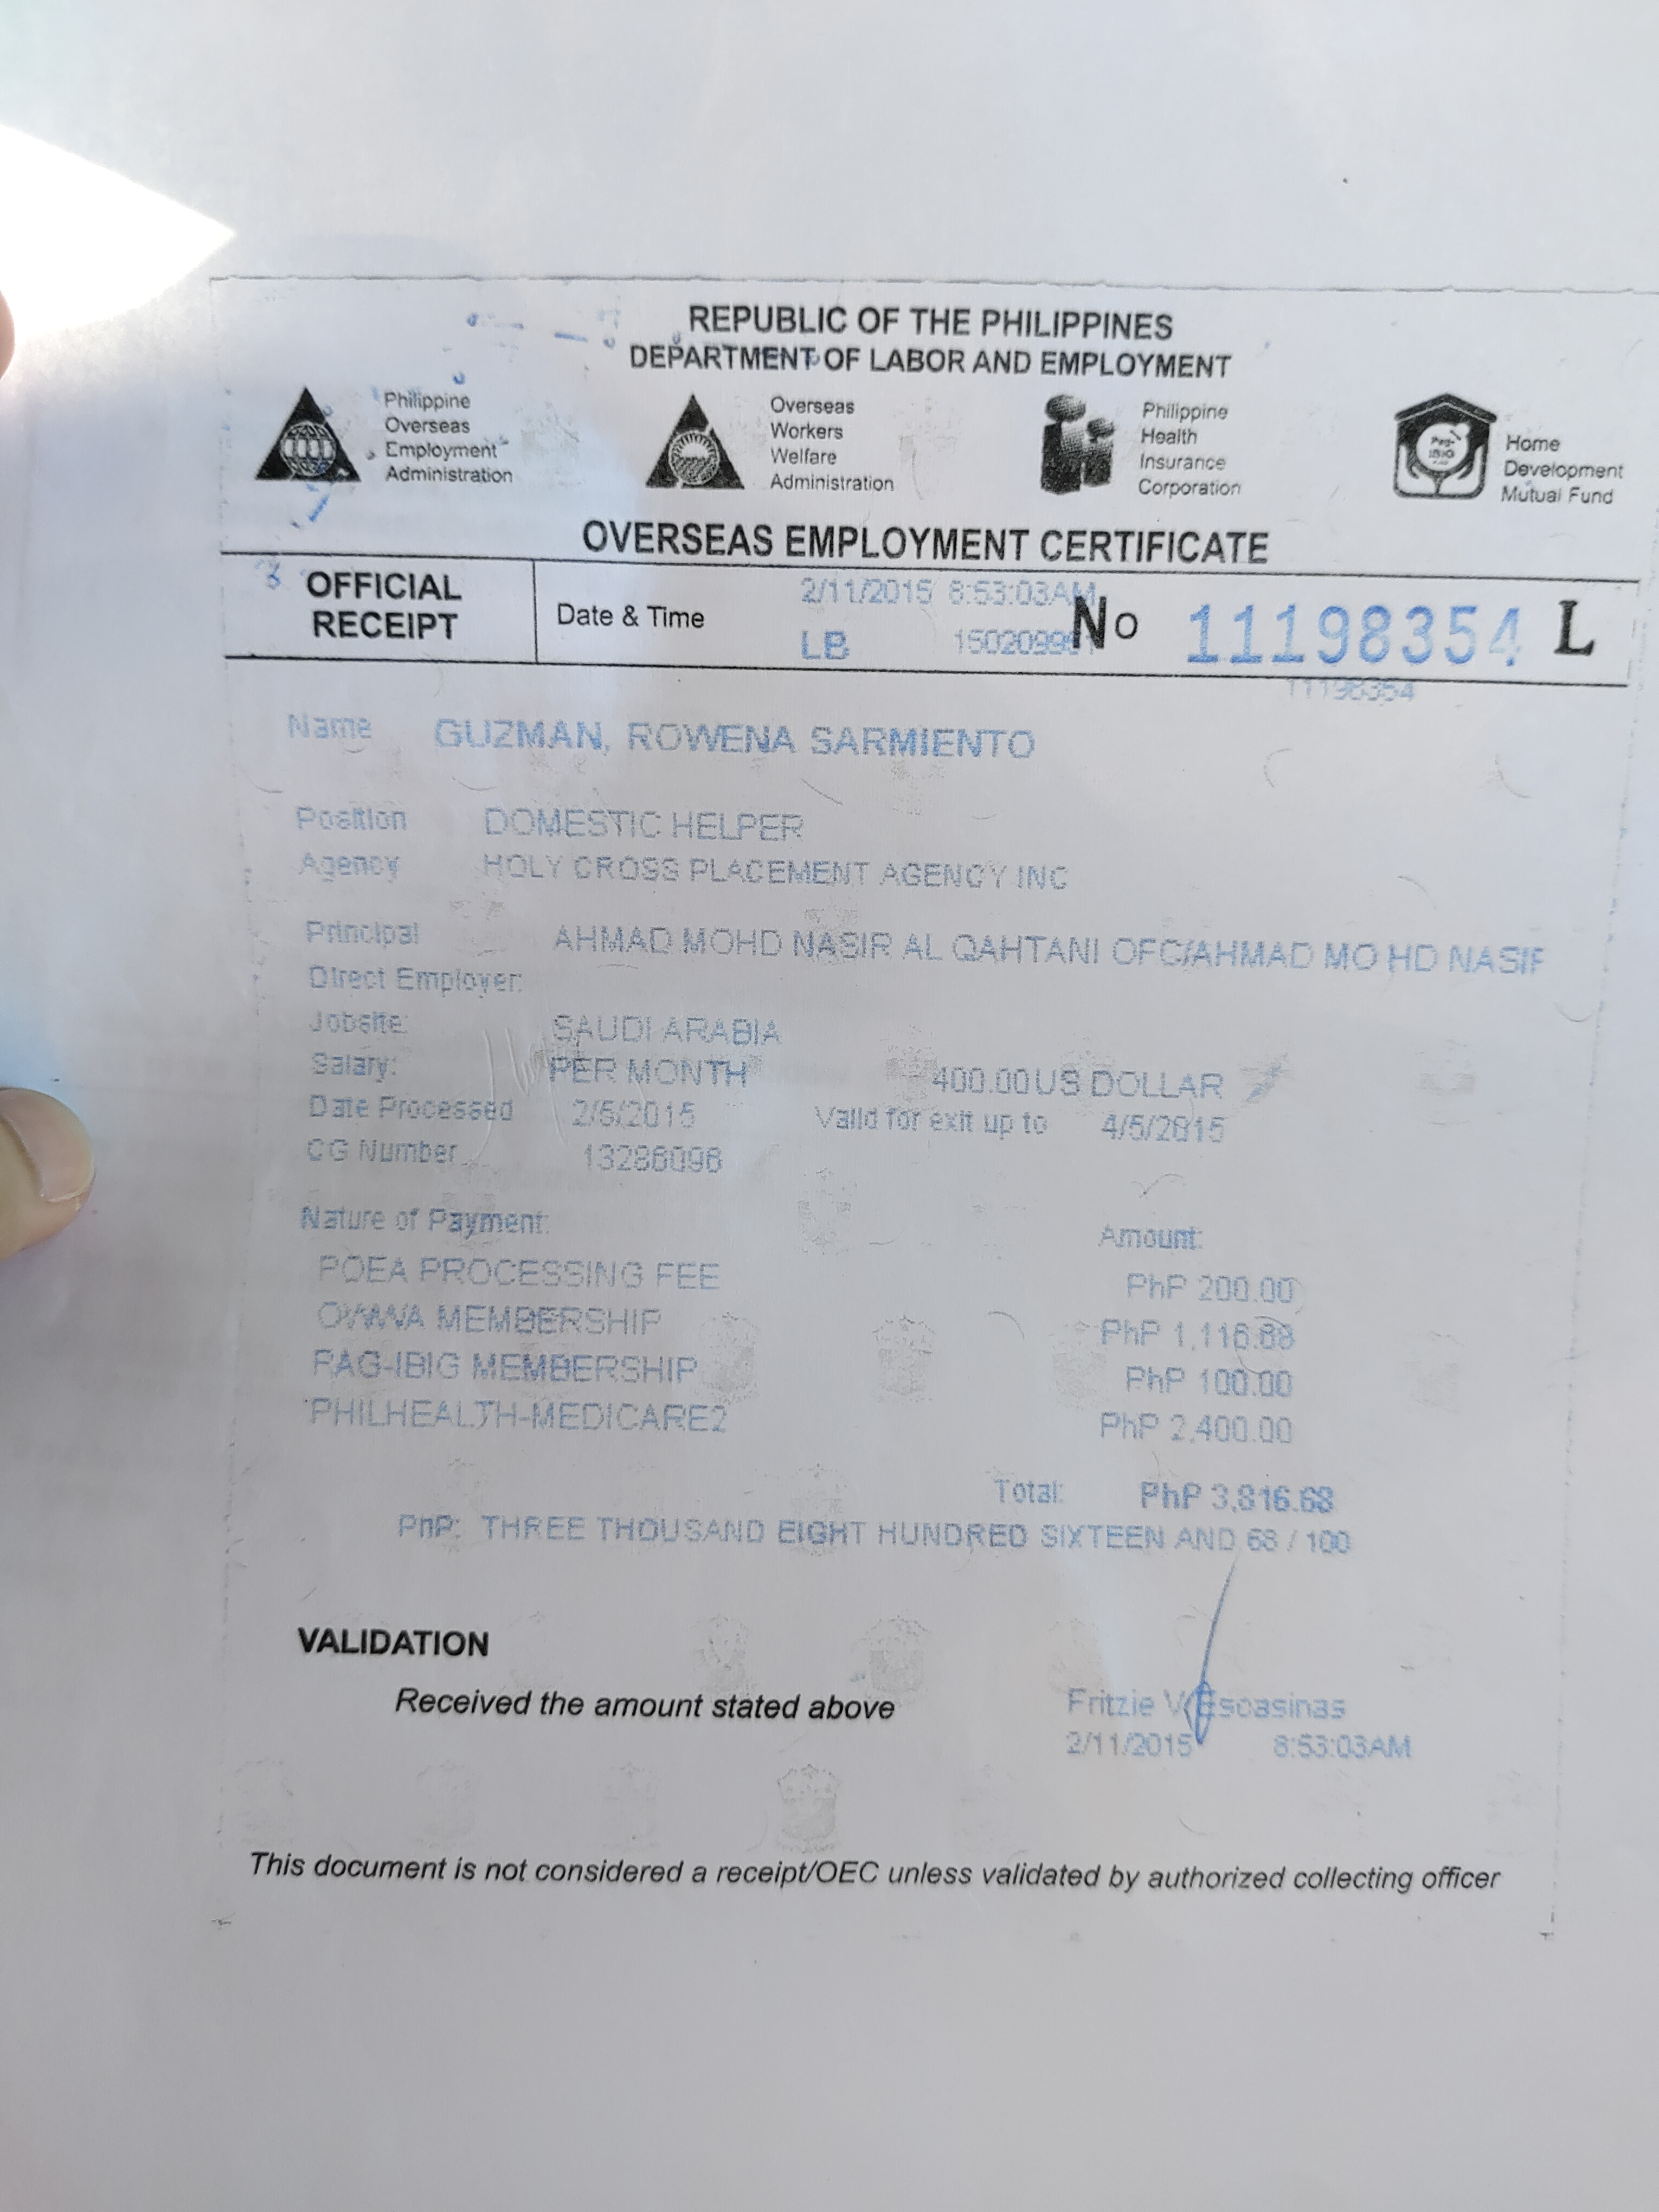 REPUBLIC OF THE PHILIPPINES
DEPARTMENT OF LABOR AND EMPLOYMENT
Philippine
Overseas
Employment
Administration
Overseas
Workers
Welfare
Administration
Philippine
Health
Insurance
Corporation
Home
Development
Mutual Fund
OVERSEAS EMPLOYMENT CERTIFICATE
OFFICIAL
RECEIPT
Date & Time
2/11/2015 8:53:03AM
LB
No 11198354 L
11198354
Name GUZMAN, ROWENA SARMIENTO
Position DOMESTIC HELPER
Agency HOLY CROSS PLACEMENT AGENCY INC
Principal AHMAD MOHD NASIR AL QAHTANI OFC/AHMAD MO HD NASIF
Direct Employer:
Jobsite: SAUDI ARABIA
Salary: PER MONTH 400.00US DOLLAR
Date Processed 2/5/2015 Valid for exit up to 4/5/2015
CG Number 13286096
Nature of Payment: Amount:
POEA PROCESSING FEE PhP 200.00
OWWA MEMBERSHIP PhP 1,116.68
PAG-IBIG MEMBERSHIP PhP 100.00
PHILHEALTH-MEDICARE2 PhP 2,400.00
Total: PhP 3,816.68
PhP: THREE THOUSAND EIGHT HUNDRED SIXTEEN AND 68 / 100
VALIDATION
Received the amount stated above
Fritzie V Escasinas
2/11/2015 8:53:03AM
This document is not considered a receipt/OEC unless validated by authorized collecting officer